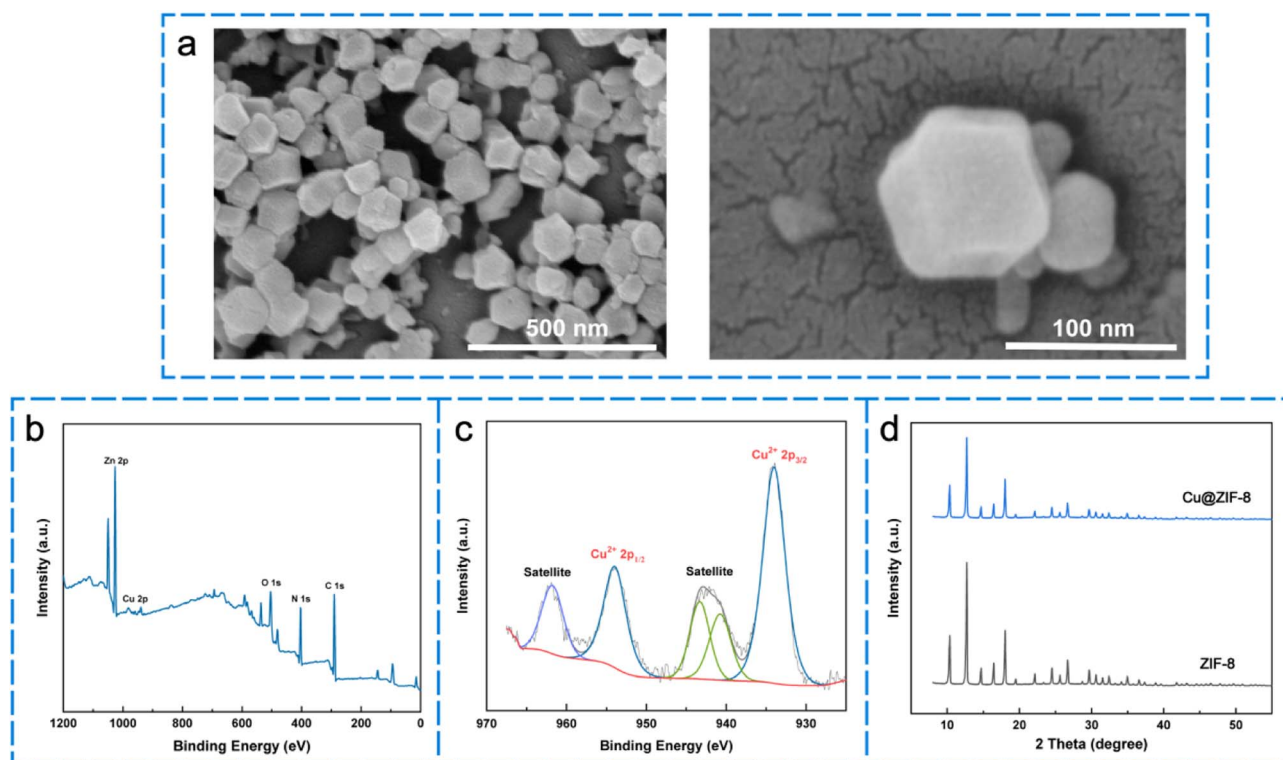 a
500 nm
100 nm
b
Zn 2p
Cu 2p
O 1s
N 1s
C 1s
Intensity (a.u.)
1200 1000 800 600 400 200 0
Binding Energy (eV)
c
Cu²⁺ 2p₃/₂
Cu²⁺ 2p₁/₂
Satellite
Satellite
Intensity (a.u.)
970 960 950 940 930
Binding Energy (eV)
d
Cu@ZIF-8
ZIF-8
Intensity (a.u.)
10 20 30 40 50
2 Theta (degree)